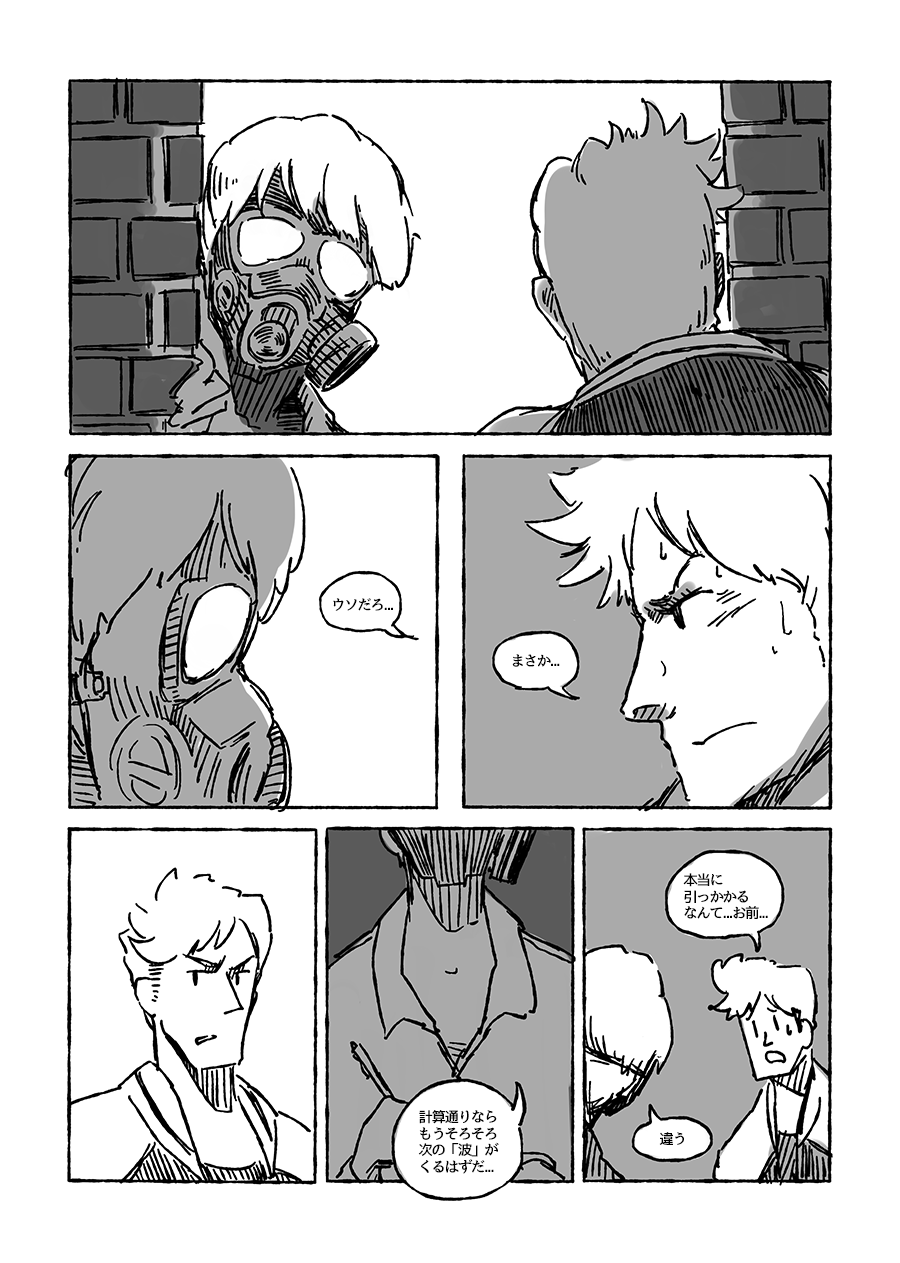 まさか...
ウソだろ...
本当に
引っかかる
なんて...お前...
違う
計算通りなら
もうそろそろ
次の「波」が
くるはずだ...